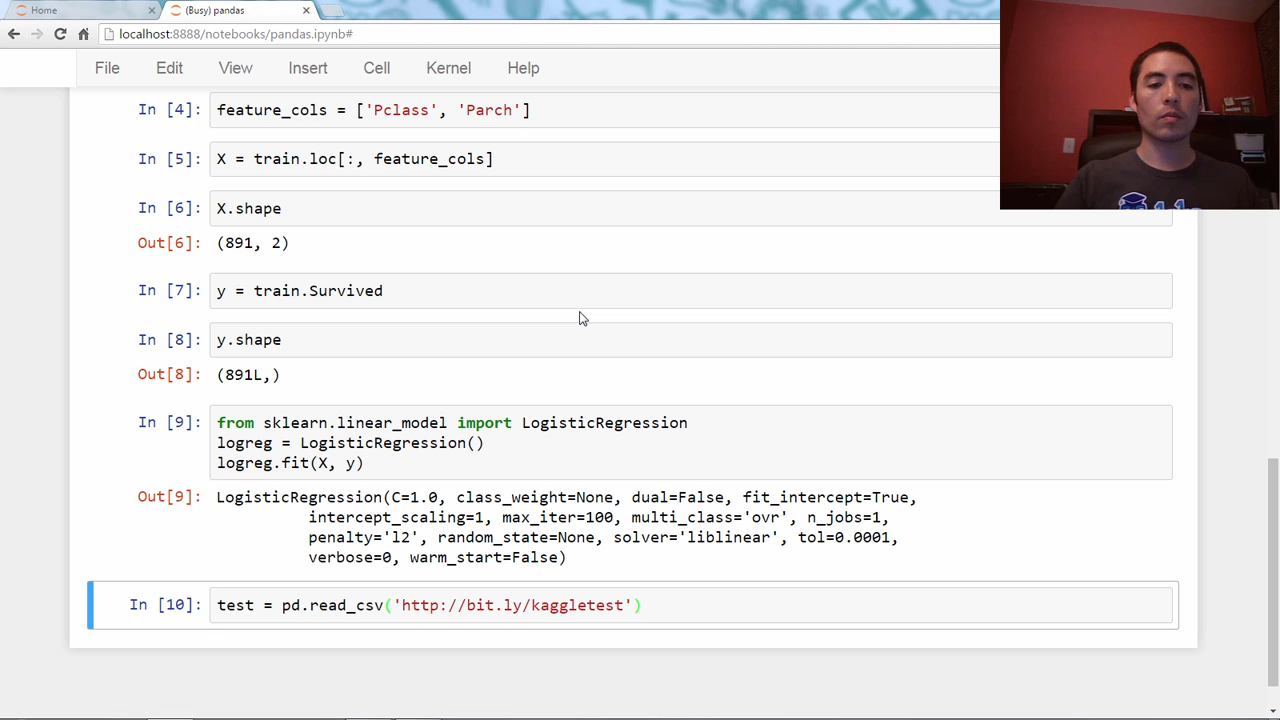 Home
(Busy) pandas
localhost:8888/notebooks/pandas.ipynb#
File Edit View Insert Cell Kernel Help
In [4]: feature_cols = ['Pclass', 'Parch']
In [5]: X = train.loc[:, feature_cols]
In [6]: X.shape
Out[6]: (891, 2)
In [7]: y = train.Survived
In [8]: y.shape
Out[8]: (891L,)
In [9]: from sklearn.linear_model import LogisticRegression
logreg = LogisticRegression()
logreg.fit(X, y)
Out[9]: LogisticRegression(C=1.0, class_weight=None, dual=False, fit_intercept=True,
intercept_scaling=1, max_iter=100, multi_class='ovr', n_jobs=1,
penalty='l2', random_state=None, solver='liblinear', tol=0.0001,
verbose=0, warm_start=False)
In [10]: test = pd.read_csv('http://bit.ly/kaggletest')